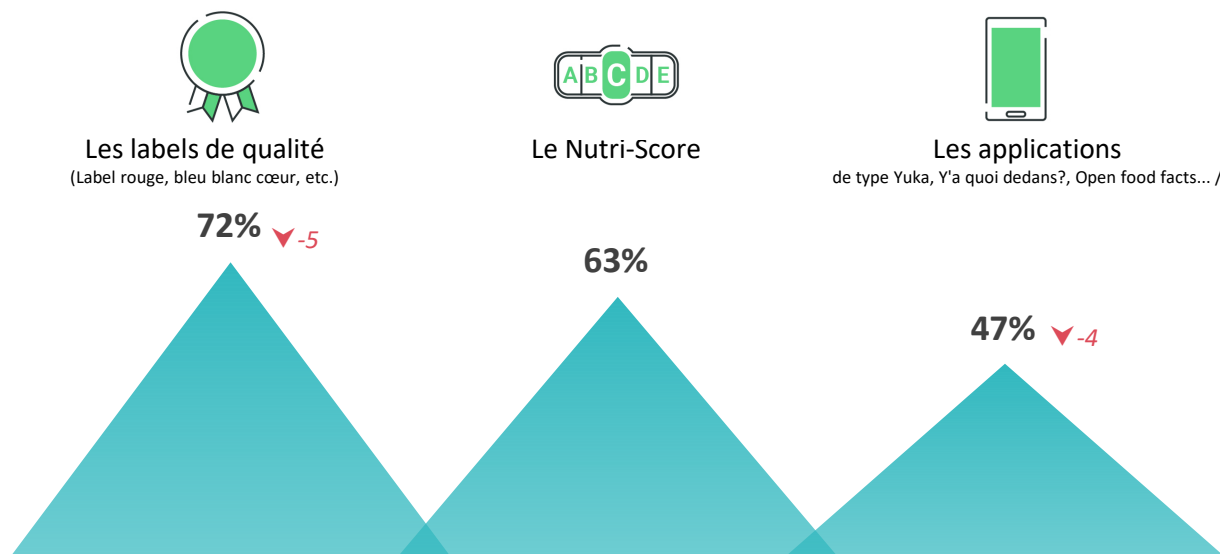 A B C D E
Les labels de qualité
(Label rouge, bleu blanc cœur, etc.)
72% -5
Le Nutri-Score
63%
Les applications
de type Yuka, Y'a quoi dedans?, Open food facts... /
47% -4